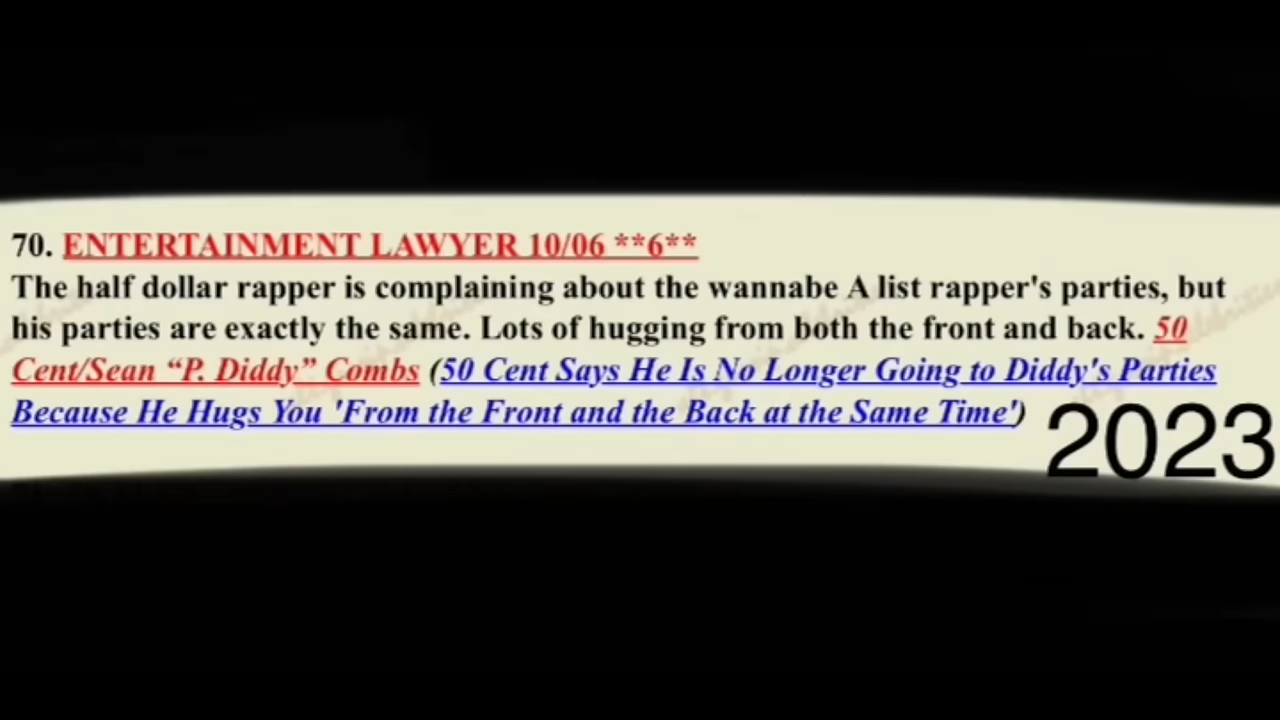 70. ENTERTAINMENT LAWYER 10/06 **6**
The half dollar rapper is complaining about the wannabe A list rapper's parties, but
his parties are exactly the same. Lots of hugging from both the front and back. 50
Cent/Sean “P. Diddy” Combs (50 Cent Says He Is No Longer Going to Diddy's Parties
Because He Hugs You 'From the Front and the Back at the Same Time')
2023